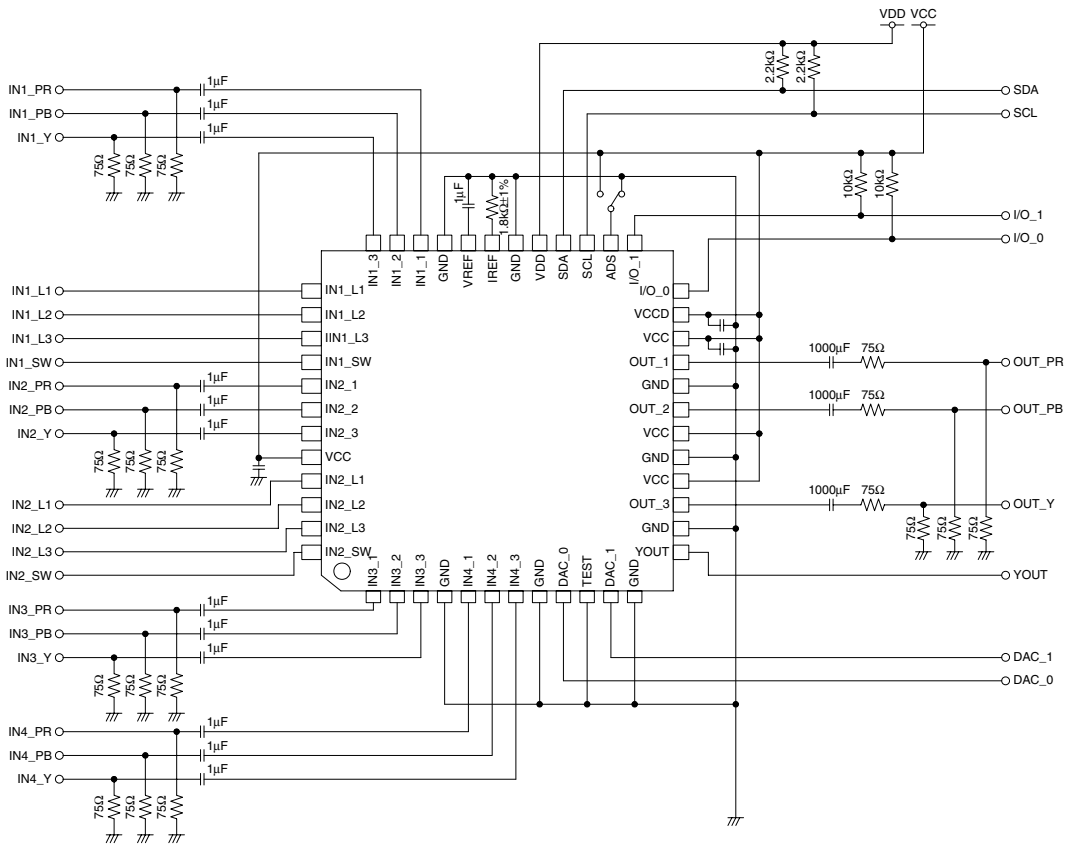 VDD VCC
2.2kΩ 2.2kΩ
SDA
SCL
IN1_PR 1μF
IN1_PB 1μF
IN1_Y 1μF
75Ω 75Ω 75Ω
10kΩ 10kΩ
I/O_1
I/O_0
1μF 1.8kΩ±1%
IN1_3 IN1_2 IN1_1 GND VREF IREF GND VDD SDA SCL ADS I/O_1
IN1_L1 IN1_L1 I/O_0
IN1_L2 IN1_L2 VCCD
IN1_L3 IIN1_L3 VCC
IN1_SW IN1_SW OUT_1 1000μF 75Ω OUT_PR
IN2_PR 1μF IN2_1 GND
IN2_PB 1μF IN2_2 OUT_2 1000μF 75Ω OUT_PB
IN2_Y 1μF IN2_3 VCC
75Ω 75Ω 75Ω
VCC GND
IN2_L1 VCC
IN2_L1 IN2_L2 OUT_3 1000μF 75Ω OUT_Y
IN2_L2 IN2_L3 GND
75Ω 75Ω 75Ω
IN2_L3 IN2_SW YOUT
IN2_SW YOUT
IN3_1 IN3_2 IN3_3 GND IN4_1 IN4_2 IN4_3 GND DAC_0 TEST DAC_1 GND
IN3_PR 1μF
IN3_PB 1μF
IN3_Y 1μF
75Ω 75Ω 75Ω
DAC_1
DAC_0
IN4_PR 1μF
IN4_PB 1μF
IN4_Y 1μF
75Ω 75Ω 75Ω